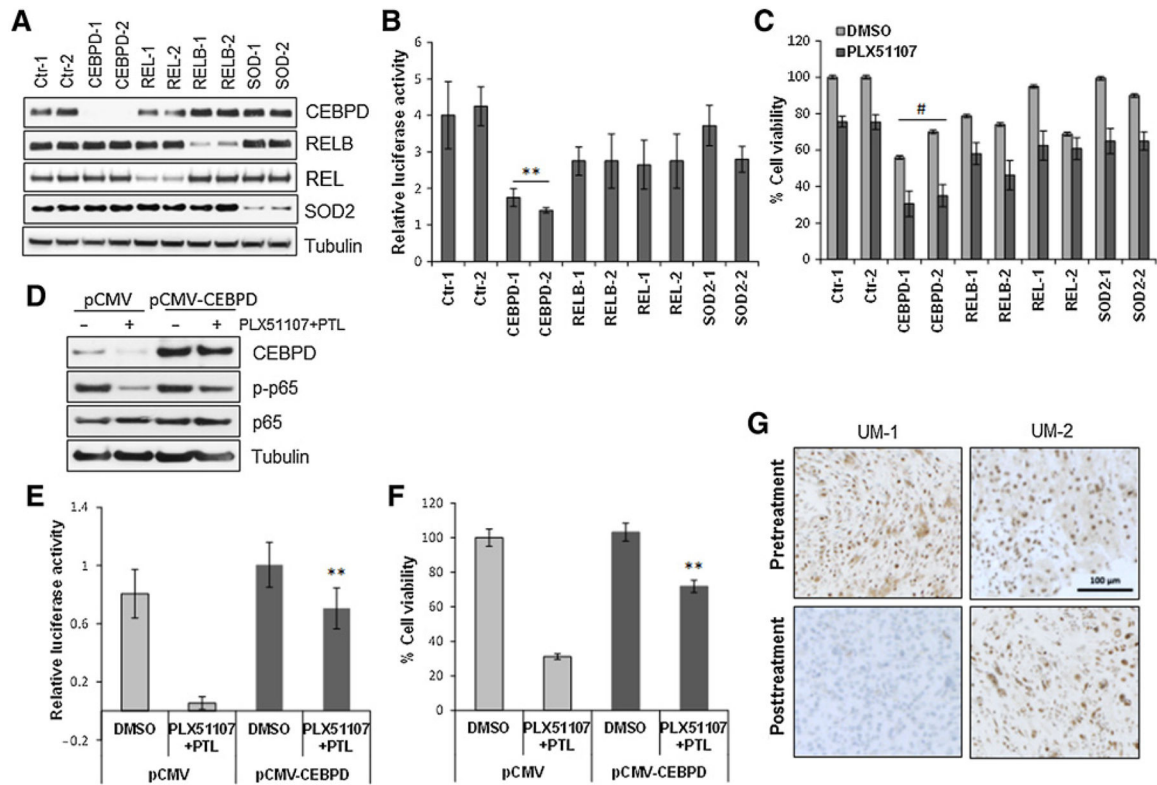 A
Ctr-1
Ctr-2
CEBPD-1
CEBPD-2
REL-1
REL-2
RELB-1
RELB-2
SOD-1
SOD-2
CEBPD
RELB
REL
SOD2
Tubulin
B
Relative luciferase activity
6
5
4
3
2
1
0
**
Ctr-1
Ctr-2
CEBPD-1
CEBPD-2
RELB-1
RELB-2
REL-1
REL-2
SOD2-1
SOD2-2
C
DMSO
PLX51107
% Cell viability
120
100
80
60
40
20
0
#
Ctr-1
Ctr-2
CEBPD-1
CEBPD-2
RELB-1
RELB-2
REL-1
REL-2
SOD2-1
SOD2-2
D
pCMV pCMV-CEBPD
– + – + PLX51107+PTL
CEBPD
p-p65
p65
Tubulin
E
Relative luciferase activity
1.4
1
0.6
0.2
–0.2
**
DMSO PLX51107 DMSO PLX51107
+PTL +PTL
pCMV pCMV-CEBPD
F
% Cell viability
120
100
80
60
40
20
0
**
DMSO PLX51107 DMSO PLX51107
+PTL +PTL
pCMV pCMV-CEBPD
G
UM-1 UM-2
Pretreatment
100 µm
Posttreatment